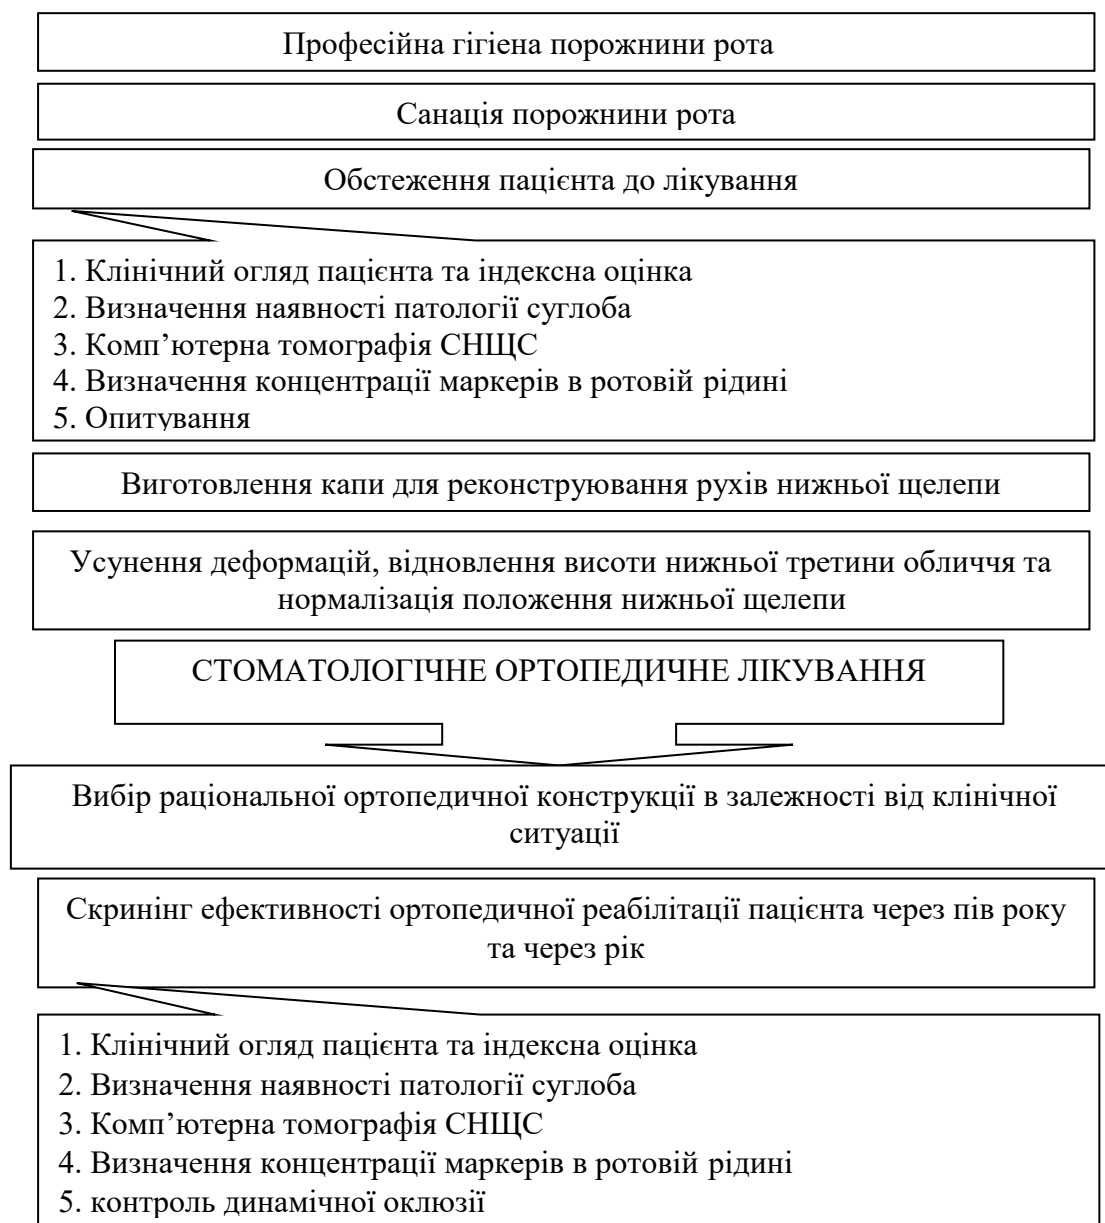 Професійна гігієна порожнини рота
Санація порожнини рота
Обстеження пацієнта до лікування
1. Клінічний огляд пацієнта та індексна оцінка
2. Визначення наявності патології суглоба
3. Комп’ютерна томографія СНЩС
4. Визначення концентрації маркерів в ротовій рідині
5. Опитування
Виготовлення капи для реконструювання рухів нижньої щелепи
Усунення деформацій, відновлення висоти нижньої третини обличчя та
нормалізація положення нижньої щелепи
СТОМАТОЛОГІЧНЕ ОРТОПЕДИЧНЕ ЛІКУВАННЯ
Вибір раціональної ортопедичної конструкції в залежності від клінічної
ситуації
Скринінг ефективності ортопедичної реабілітації пацієнта через пів року
та через рік
1. Клінічний огляд пацієнта та індексна оцінка
2. Визначення наявності патології суглоба
3. Комп’ютерна томографія СНЩС
4. Визначення концентрації маркерів в ротовій рідині
5. контроль динамічної оклюзії